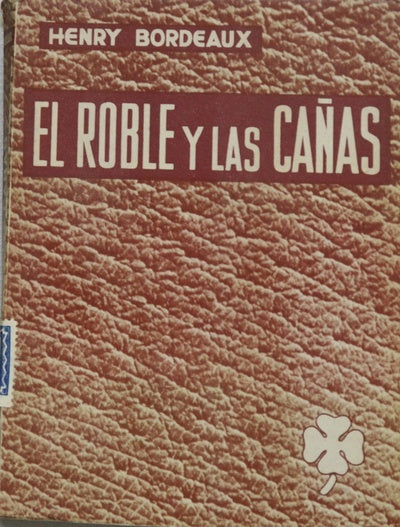 HENRY BORDEAUX
EL ROBLE Y LAS CAÑAS